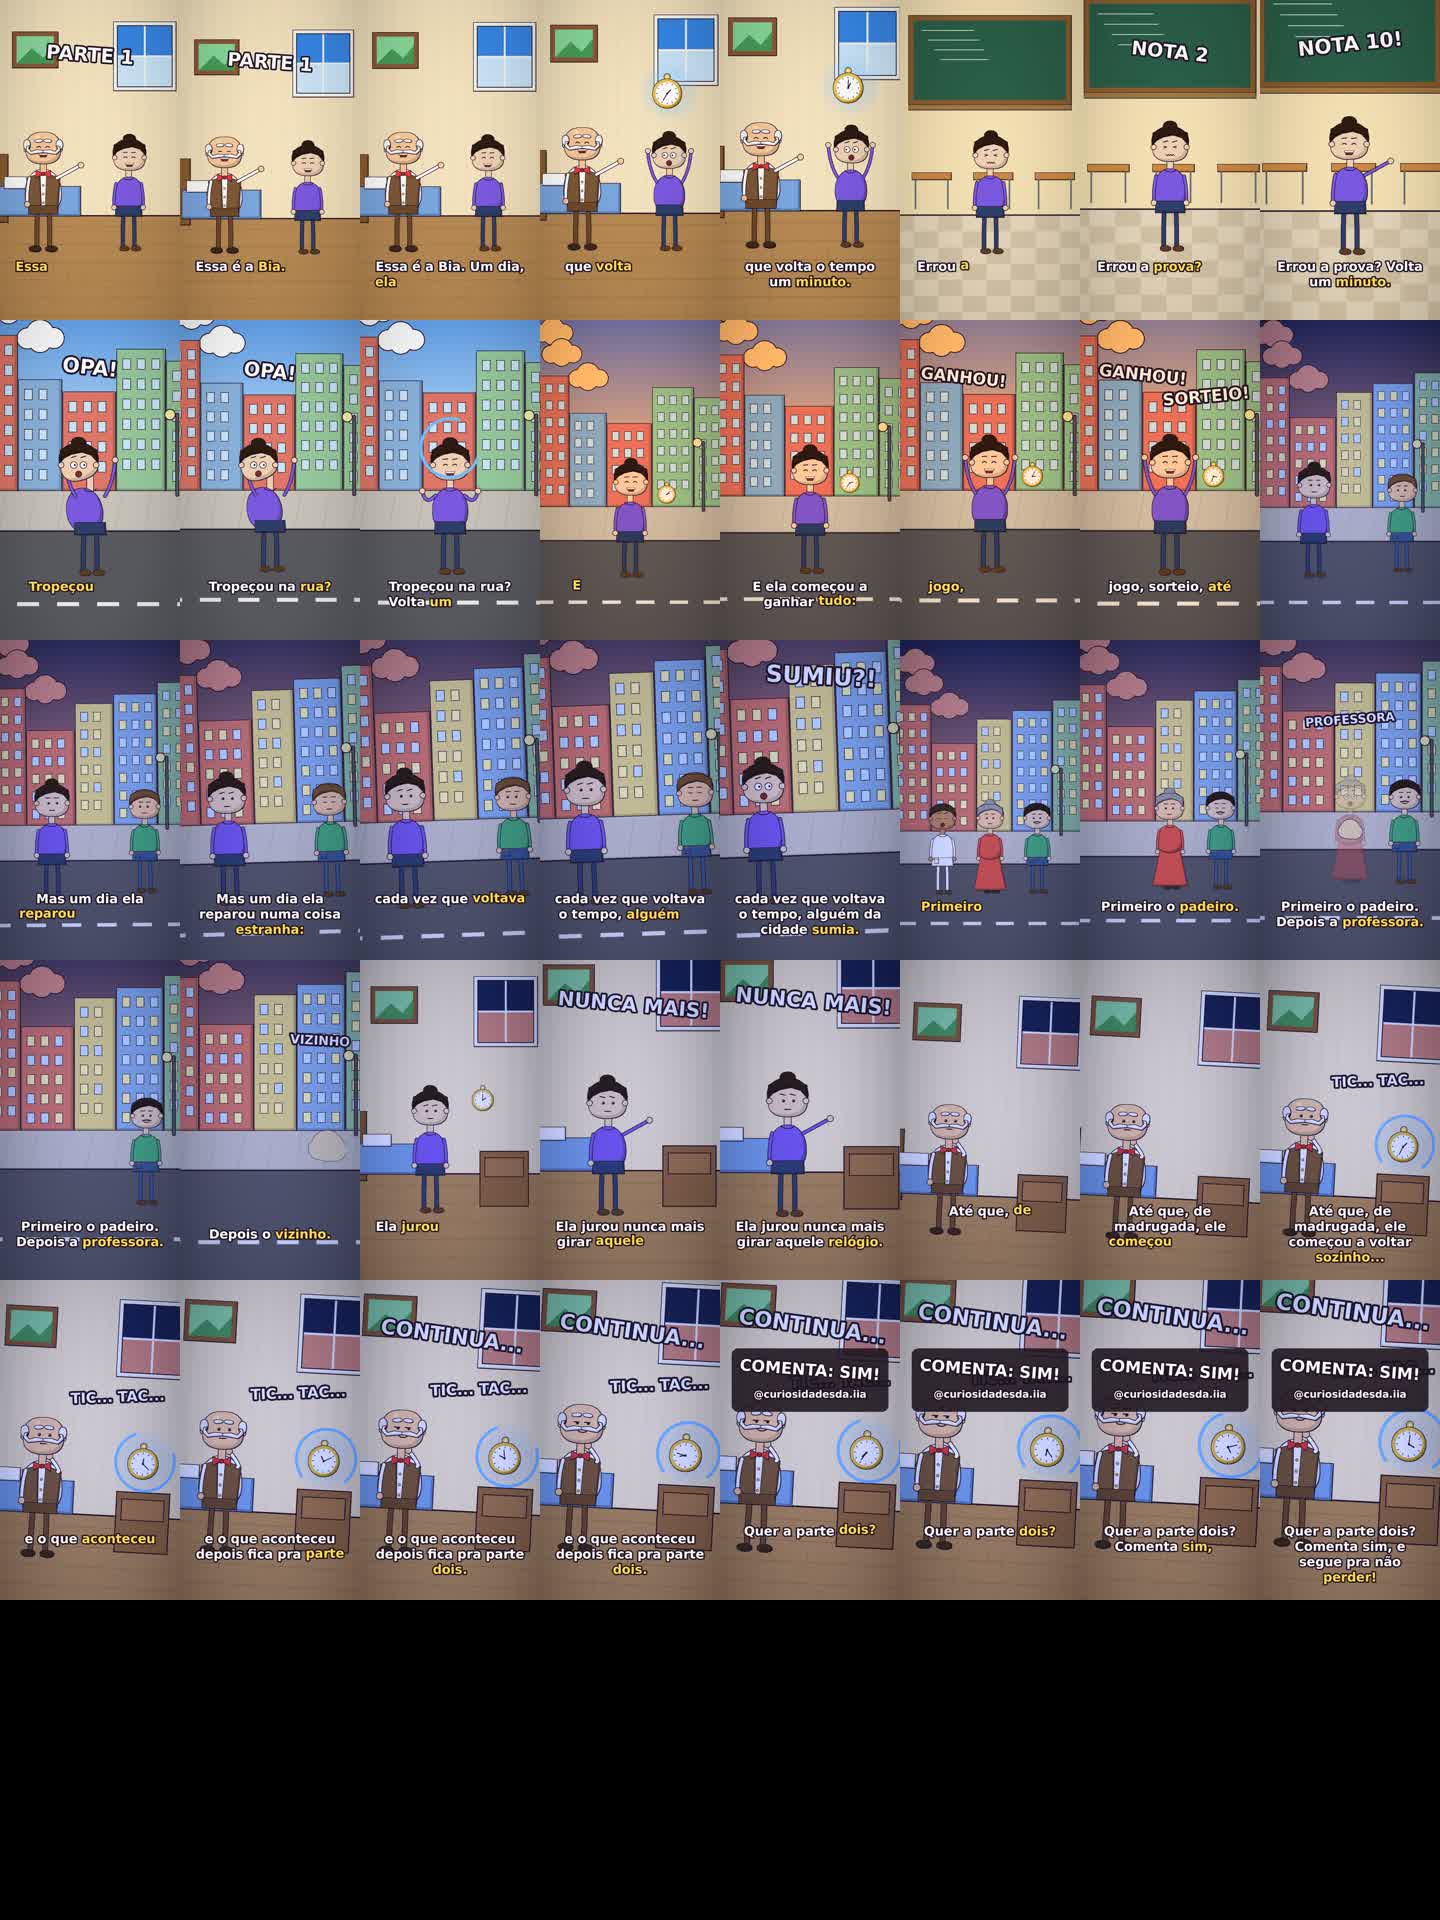 PARTE 1
Essa
PARTE 1
Essa é a Bia.
Essa é a Bia. Um dia,
ela
que volta
que volta o tempo
um minuto.
Errou a
NOTA 2
Errou a prova?
NOTA 10!
Errou a prova? Volta
um minuto.
OPA!
Tropeçou
OPA!
Tropeçou na rua?
Tropeçou na rua?
Volta um
E
E ela começou a
ganhar tudo:
GANHOU!
jogo,
GANHOU!
SORTEIO!
jogo, sorteio, até
Mas um dia ela
reparou
Mas um dia ela
reparou numa coisa
estranha:
cada vez que voltava
cada vez que voltava
o tempo, alguém
SUMIU?!
cada vez que voltava
o tempo, alguém da
cidade sumia.
Primeiro
Primeiro o padeiro.
PROFESSORA
Primeiro o padeiro.
Depois a professora.
Primeiro o padeiro.
Depois a professora.
VIZINHO
Depois o vizinho.
Ela jurou
NUNCA MAIS!
Ela jurou nunca mais
girar aquele
NUNCA MAIS!
Ela jurou nunca mais
girar aquele relógio.
Até que, de
Até que, de
madrugada, ele
começou
TIC... TAC...
Até que, de
madrugada, ele
começou a voltar
sozinho...
TIC... TAC...
e o que aconteceu
TIC... TAC...
e o que aconteceu
depois fica pra parte
CONTINUA...
TIC... TAC...
e o que aconteceu
depois fica pra parte
dois.
CONTINUA...
TIC... TAC...
e o que aconteceu
depois fica pra parte
dois.
CONTINUA...
COMENTA: SIM!
@curiosidadesda.iia
Quer a parte dois?
CONTINUA...
COMENTA: SIM!
@curiosidadesda.iia
Quer a parte dois?
CONTINUA...
COMENTA: SIM!
@curiosidadesda.iia
Quer a parte dois?
Comenta sim,
CONTINUA...
COMENTA: SIM!
@curiosidadesda.iia
Quer a parte dois?
Comenta sim, e
segue pra não
perder!